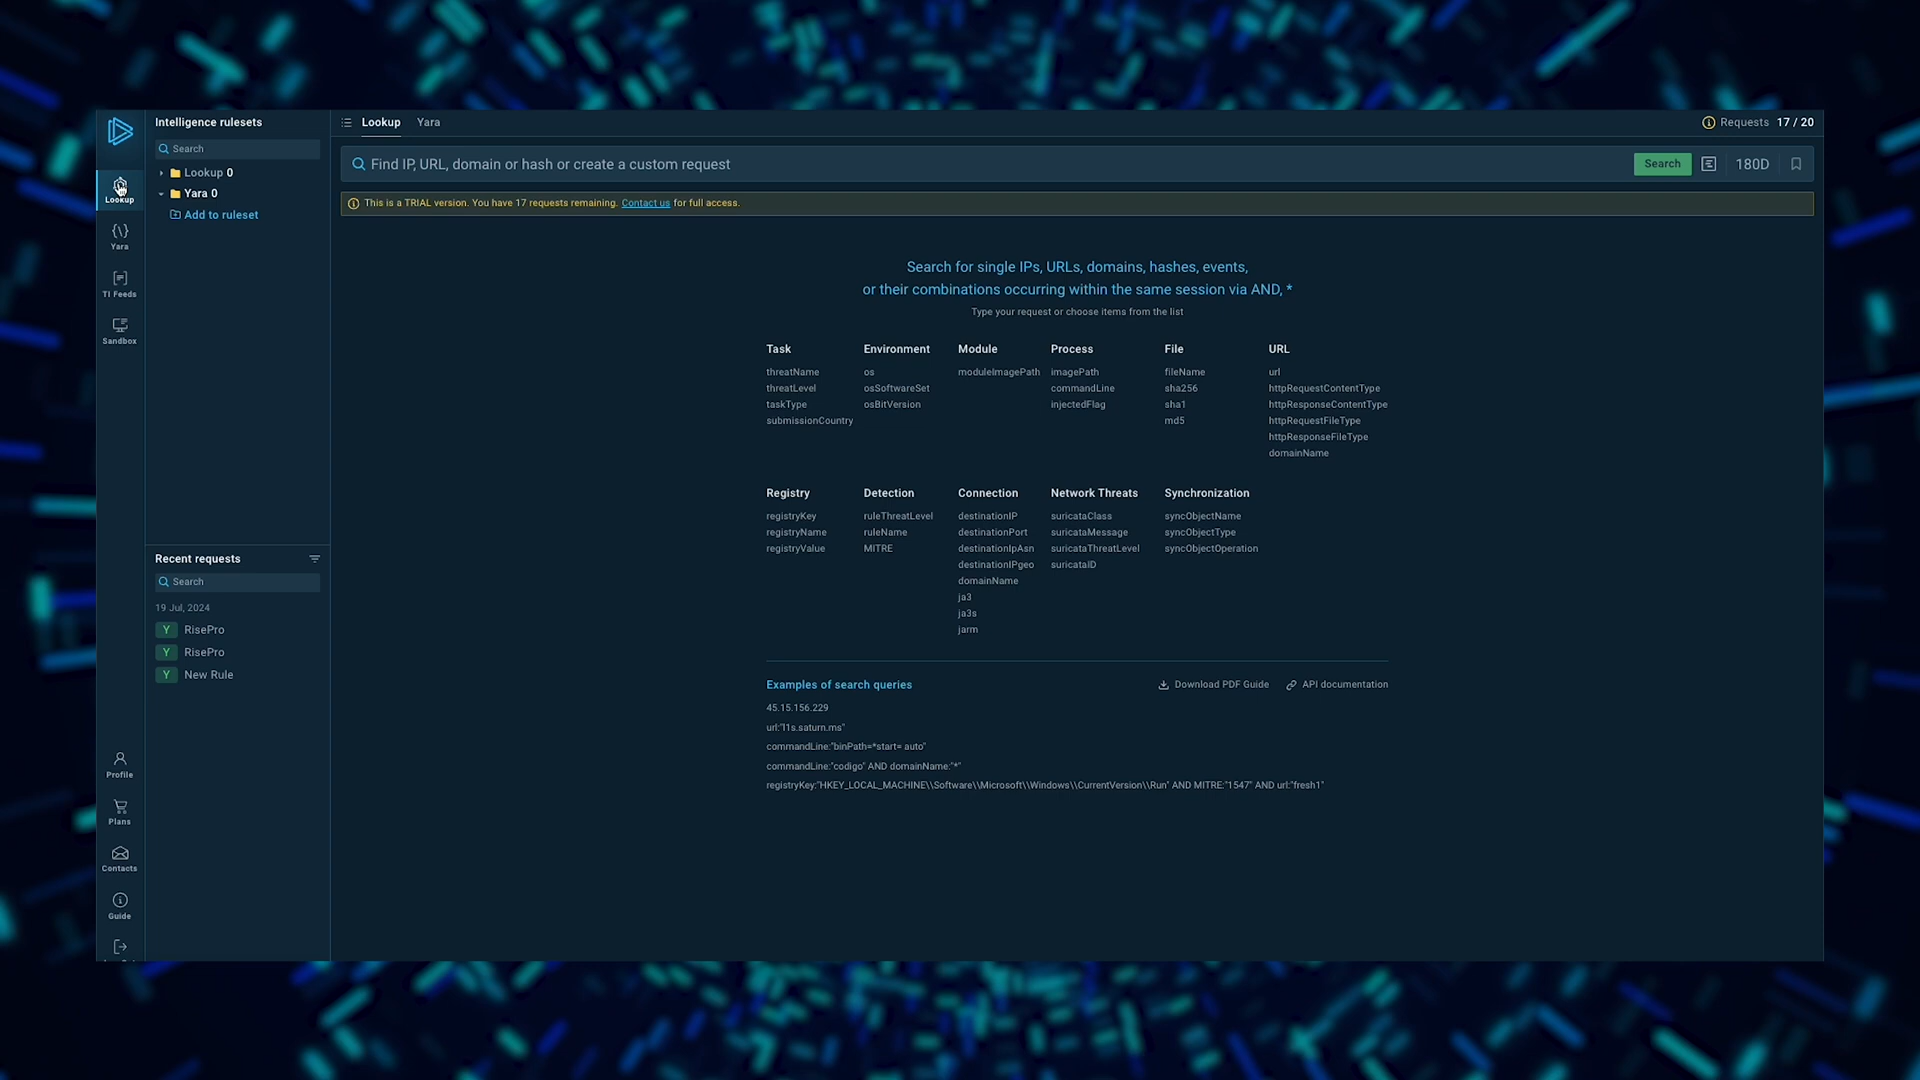 Intelligence rulesets
Search
Lookup 0
Yara 0
Add to ruleset
Lookup
Yara
TI Feeds
Sandbox
Recent requests
Search
19 Jul, 2024
Y RisePro
Y RisePro
Y New Rule
Profile
Plans
Contacts
Guide
Lookup Yara
Requests 17 / 20
Find IP, URL, domain or hash or create a custom request
Search 180D
This is a TRIAL version. You have 17 requests remaining. Contact us for full access.
Search for single IPs, URLs, domains, hashes, events,
or their combinations occurring within the same session via AND, *
Type your request or choose items from the list
Task
threatName
threatLevel
taskType
submissionCountry
Environment
os
osSoftwareSet
osBitVersion
Module
moduleImagePath
Process
imagePath
commandLine
injectedFlag
File
fileName
sha256
sha1
md5
URL
url
httpRequestContentType
httpResponseContentType
httpRequestFileType
httpResponseFileType
domainName
Registry
registryKey
registryName
registryValue
Detection
ruleThreatLevel
ruleName
MITRE
Connection
destinationIP
destinationPort
destinationIpAsn
destinationIPgeo
domainName
ja3
ja3s
jarm
Network Threats
suricataClass
suricataMessage
suricataThreatLevel
suricataID
Synchronization
syncObjectName
syncObjectType
syncObjectOperation
Examples of search queries
Download PDF Guide
API documentation
45.15.156.229
url:"l1s.saturn.ms"
commandLine:"binPath=*start= auto"
commandLine:"codigo" AND domainName:"*"
registryKey:"HKEY_LOCAL_MACHINE\\Software\\Microsoft\\Windows\\CurrentVersion\\Run" AND MITRE:"1547" AND url:"fresh1"